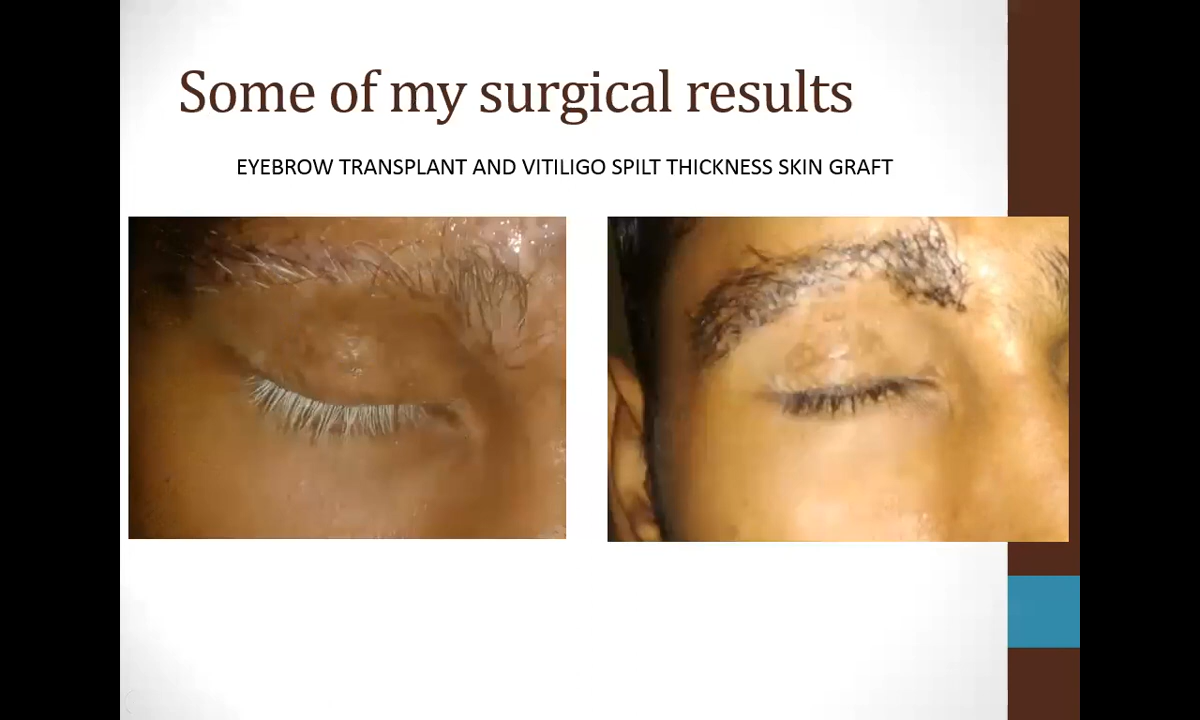 Some of my surgical results
EYEBROW TRANSPLANT AND VITILIGO SPILT THICKNESS SKIN GRAFT